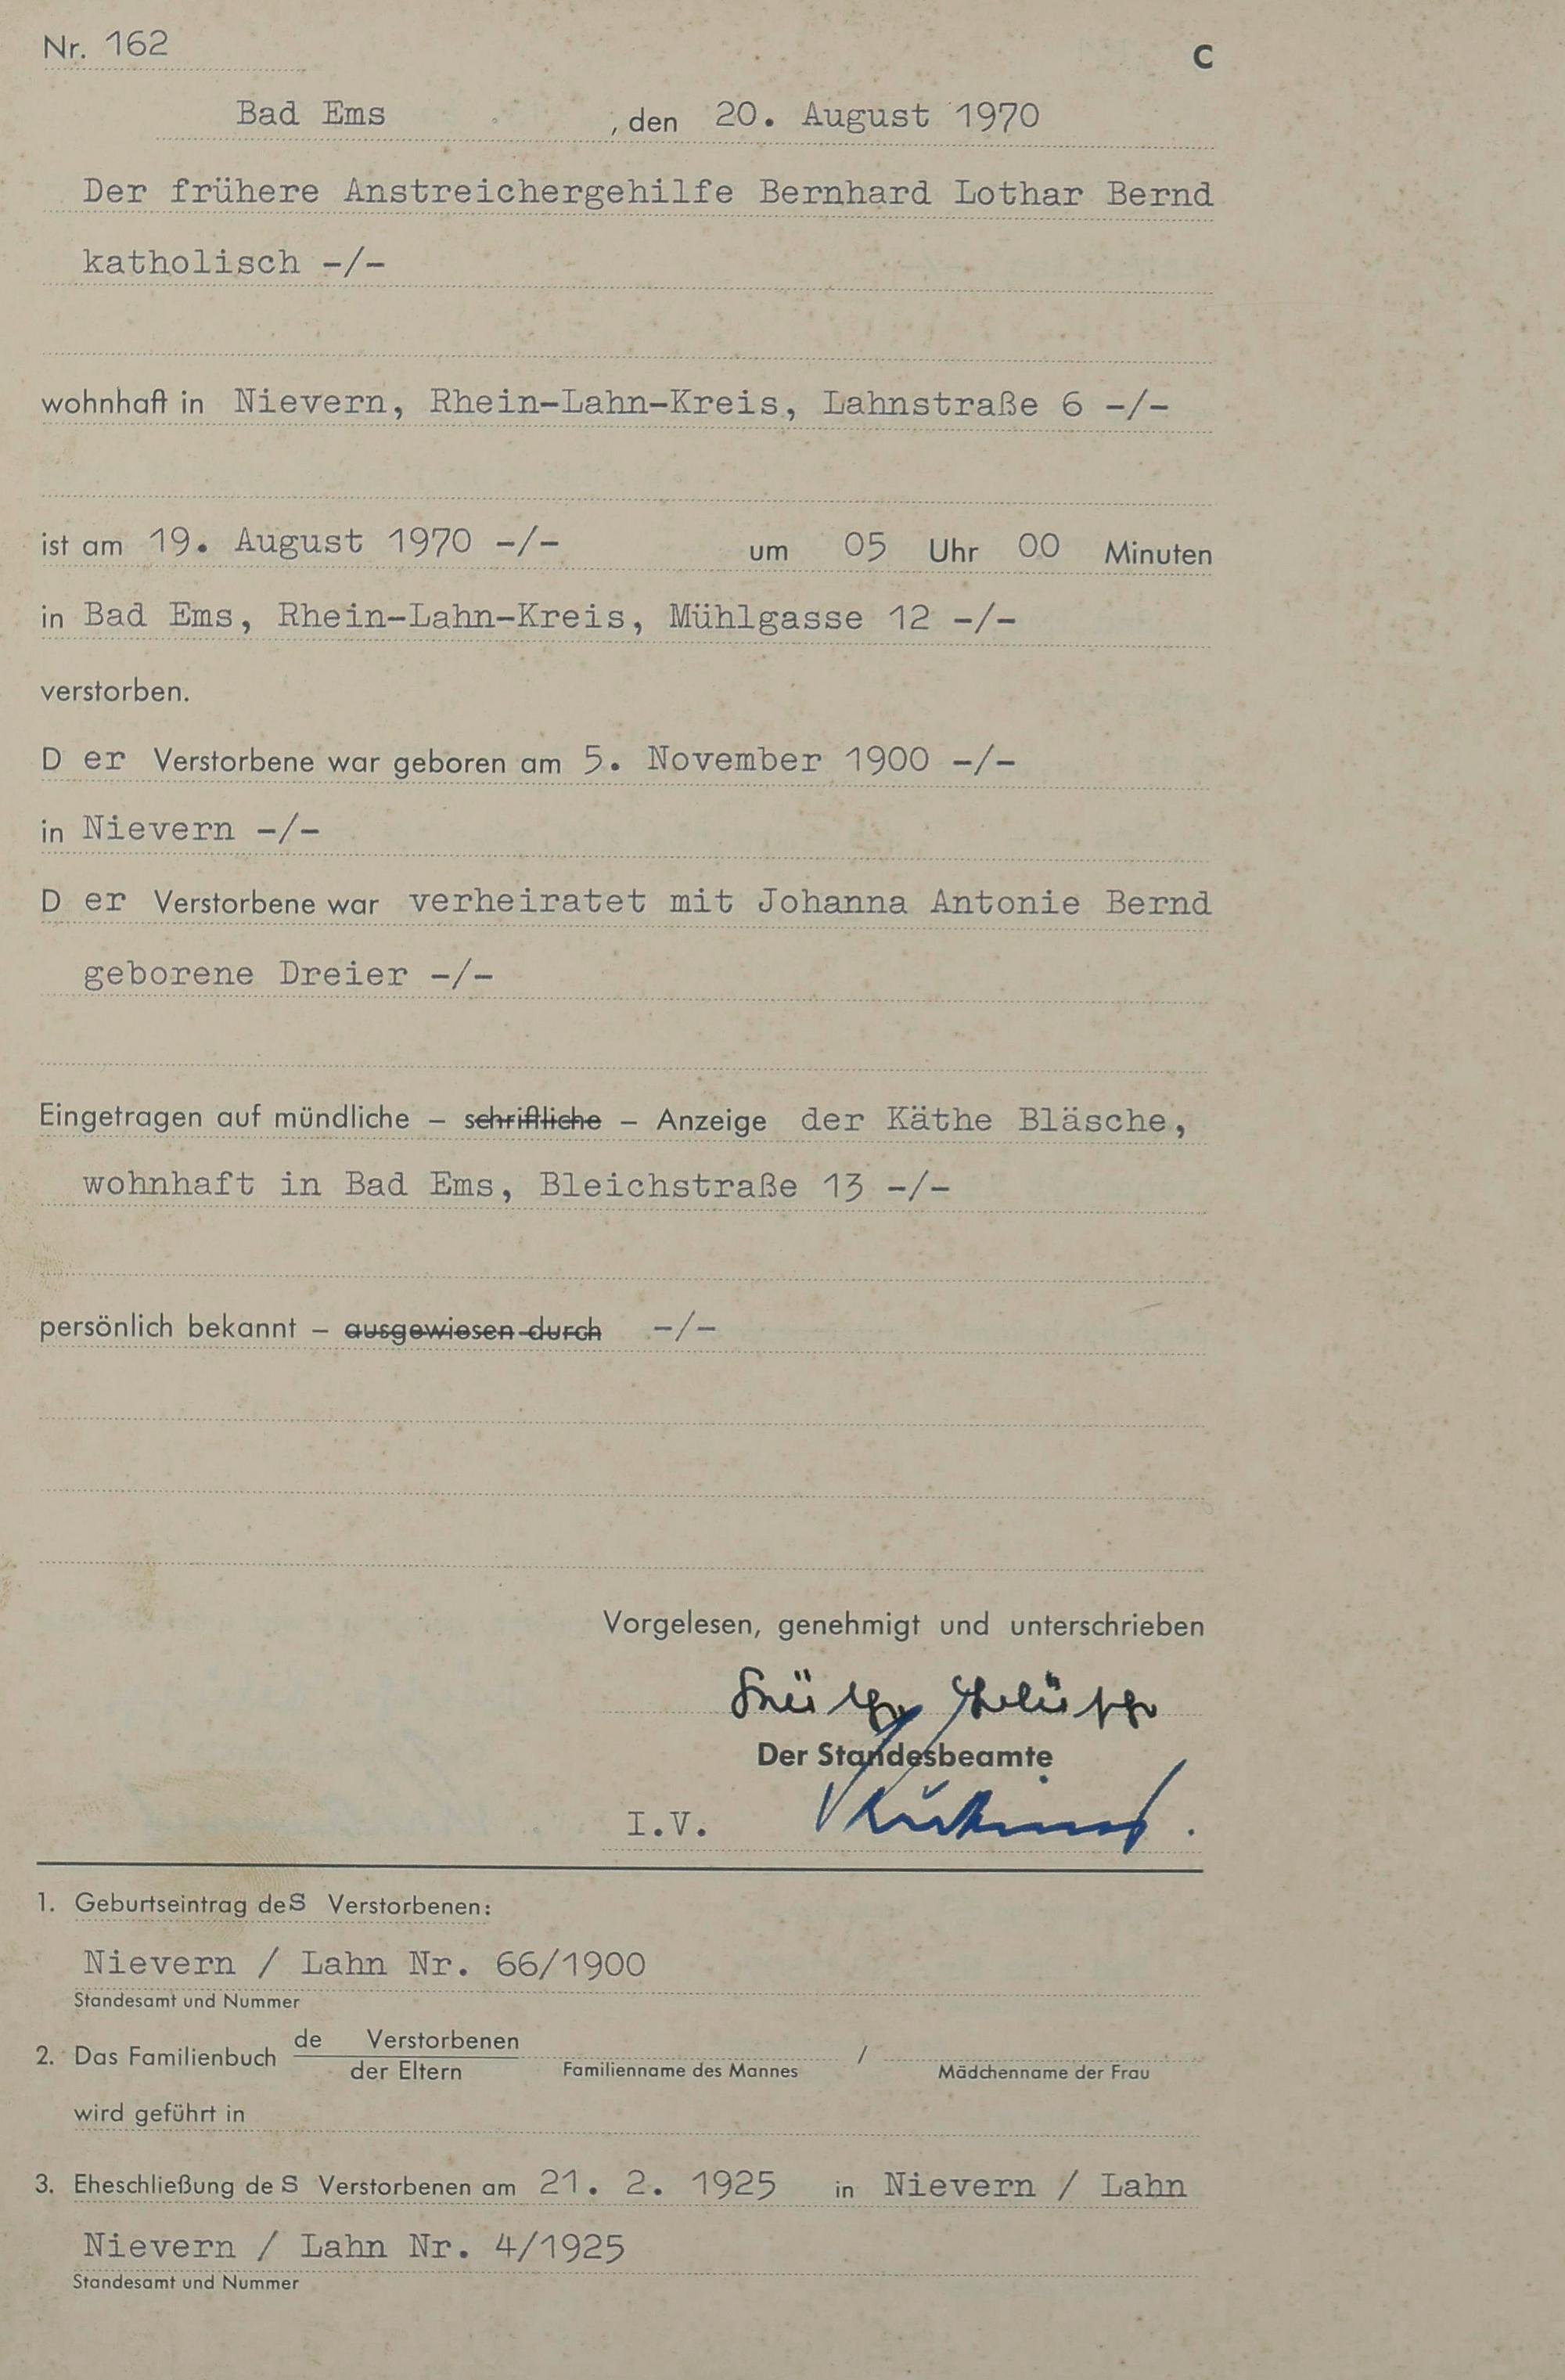 Nr. 162
C
Bad Ems , den 20. August 1970
Der frühere Anstreichergehilfe Bernhard Lothar Bernd
katholisch -/-
wohnhaft in Nievern, Rhein-Lahn-Kreis, Lahnstraße 6 -/-
ist am 19. August 1970 -/- um 05 Uhr 00 Minuten
in Bad Ems, Rhein-Lahn-Kreis, Mühlgasse 12 -/-
verstorben.
D er Verstorbene war geboren am 5. November 1900 -/-
in Nievern -/-
D er Verstorbene war verheiratet mit Johanna Antonie Bernd
geborene Dreier -/-
Eingetragen auf mündliche – schriftliche – Anzeige der Käthe Bläsche,
wohnhaft in Bad Ems, Bleichstraße 13 -/-
persönlich bekannt – ausgewiesen durch -/-
Vorgelesen, genehmigt und unterschrieben
Käthe Bläsche
Der Standesbeamte
I.V.
1. Geburtseintrag des Verstorbenen:
Nievern / Lahn Nr. 66/1900
Standesamt und Nummer
2. Das Familienbuch de Verstorbenen
der Eltern Familienname des Mannes / Mädchenname der Frau
wird geführt in
3. Eheschließung des Verstorbenen am 21. 2. 1925 in Nievern / Lahn
Nievern / Lahn Nr. 4/1925
Standesamt und Nummer